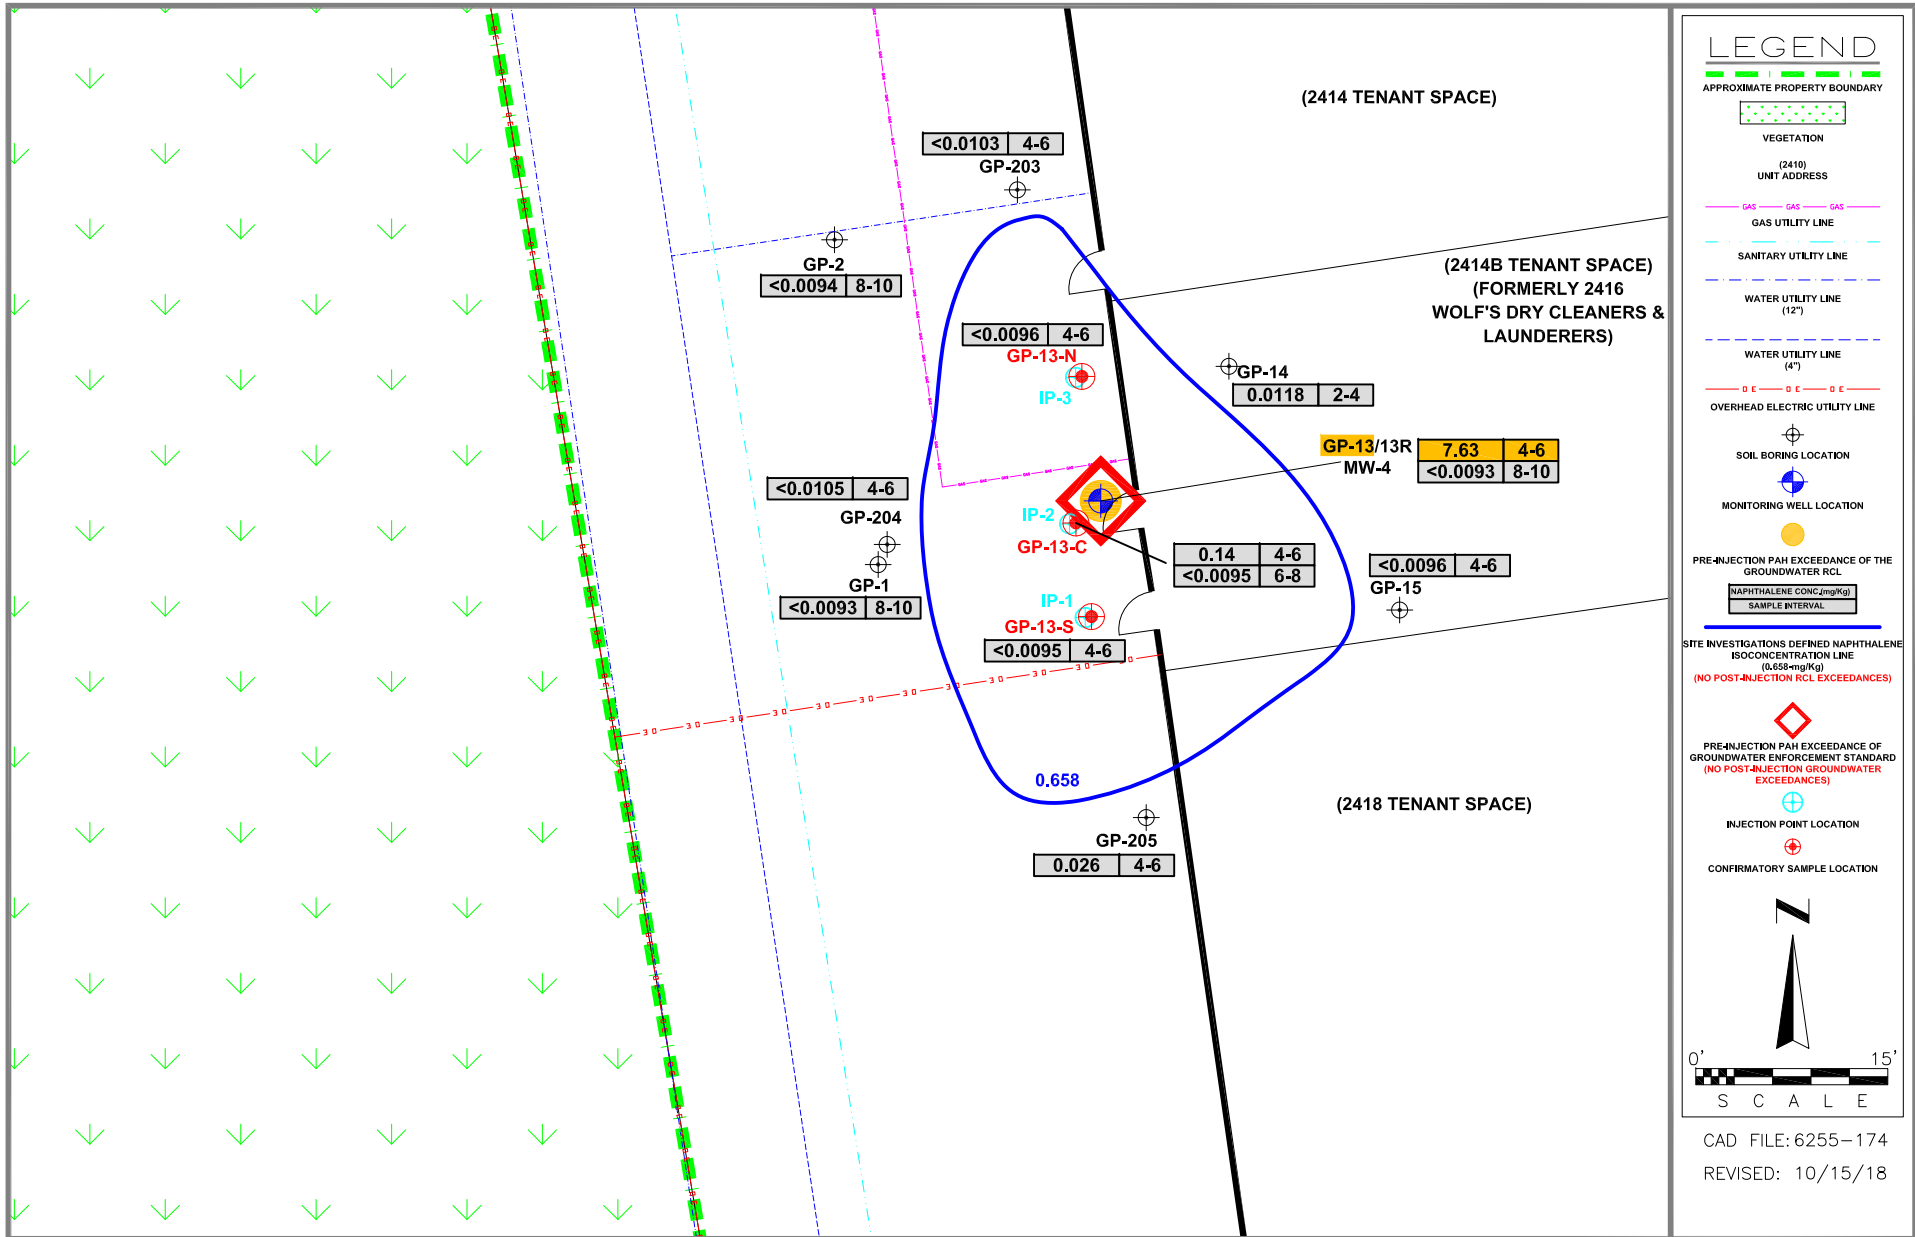 (2414 TENANT SPACE)
<0.0103 4-6
GP-203
GP-2
<0.0094 8-10
(2414B TENANT SPACE)
(FORMERLY 2416
WOLF'S DRY CLEANERS &
LAUNDERERS)
<0.0096 4-6
GP-13-N
IP-3
GP-14
0.0118 2-4
GP-13/13R
MW-4
7.63 4-6
<0.0093 8-10
<0.0105 4-6
GP-204
GP-1
<0.0093 8-10
IP-2
GP-13-C
0.14 4-6
<0.0095 6-8
<0.0096 4-6
GP-15
IP-1
GP-13-S
<0.0095 4-6
0.658
GP-205
0.026 4-6
(2418 TENANT SPACE)
LEGEND
APPROXIMATE PROPERTY BOUNDARY
VEGETATION
(2410)
UNIT ADDRESS
GAS GAS GAS
GAS UTILITY LINE
SANITARY UTILITY LINE
WATER UTILITY LINE
(12")
WATER UTILITY LINE
(4")
OE OE OE
OVERHEAD ELECTRIC UTILITY LINE
SOIL BORING LOCATION
MONITORING WELL LOCATION
PRE-INJECTION PAH EXCEEDANCE OF THE
GROUNDWATER RCL
NAPHTHALENE CONC.(mg/Kg)
SAMPLE INTERVAL
SITE INVESTIGATIONS DEFINED NAPHTHALENE
ISOCONCENTRATION LINE
(0.658-mg/Kg)
(NO POST-INJECTION RCL EXCEEDANCES)
PRE-INJECTION PAH EXCEEDANCE OF
GROUNDWATER ENFORCEMENT STANDARD
(NO POST-INJECTION GROUNDWATER
EXCEEDANCES)
INJECTION POINT LOCATION
CONFIRMATORY SAMPLE LOCATION
N
0' 15'
SCALE
CAD FILE: 6255-174
REVISED: 10/15/18